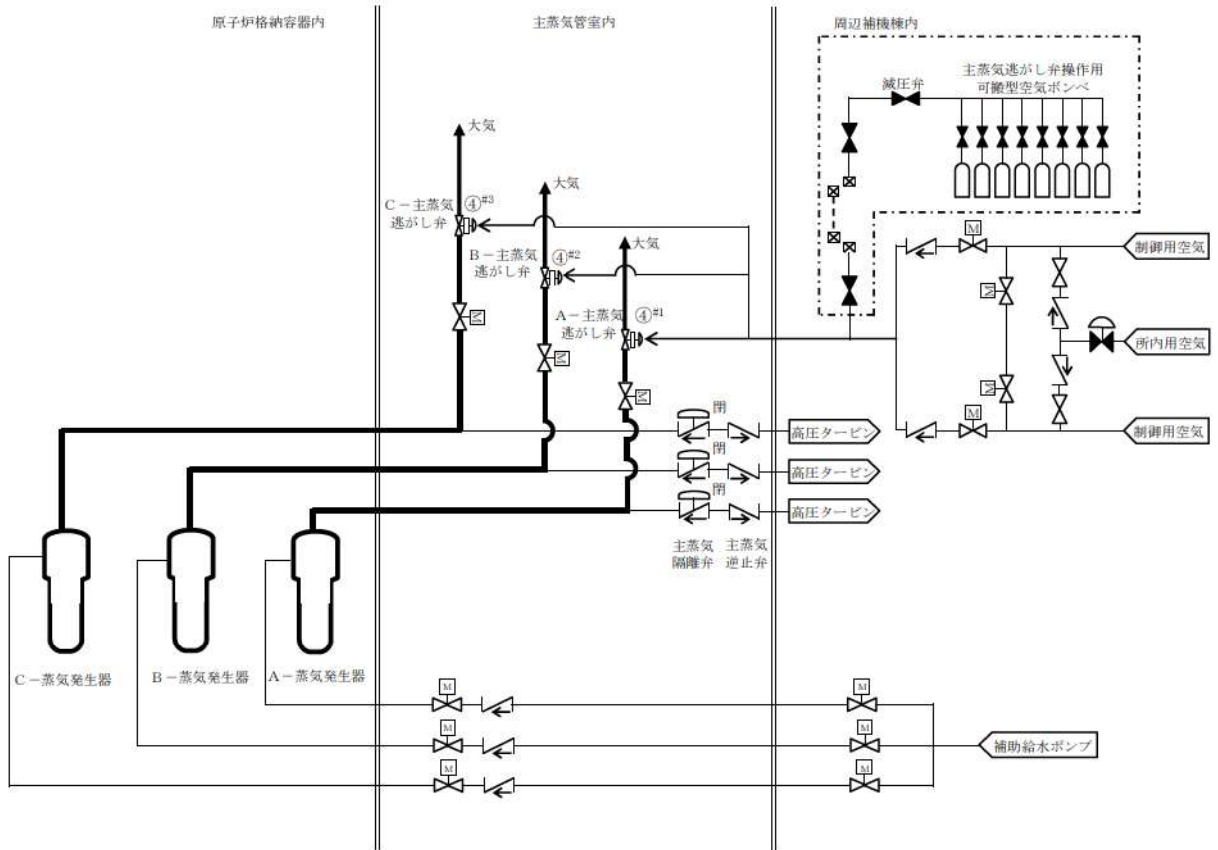 原子炉格納容器内
主蒸気管室内
周辺補機棟内
主蒸気逃がし弁操作用
可搬型空気ボンベ
減圧弁
大気
大気
大気
C－主蒸気
逃がし弁
④#3
B－主蒸気
逃がし弁
④#2
A－主蒸気
逃がし弁
④#1
M
M
M
M
M
M
M
制御用空気
所内用空気
制御用空気
閉
高圧タービン
閉
高圧タービン
閉
高圧タービン
主蒸気
隔離弁
主蒸気
逆止弁
C－蒸気発生器
B－蒸気発生器
A－蒸気発生器
M
M
M
M
M
M
補助給水ポンプ